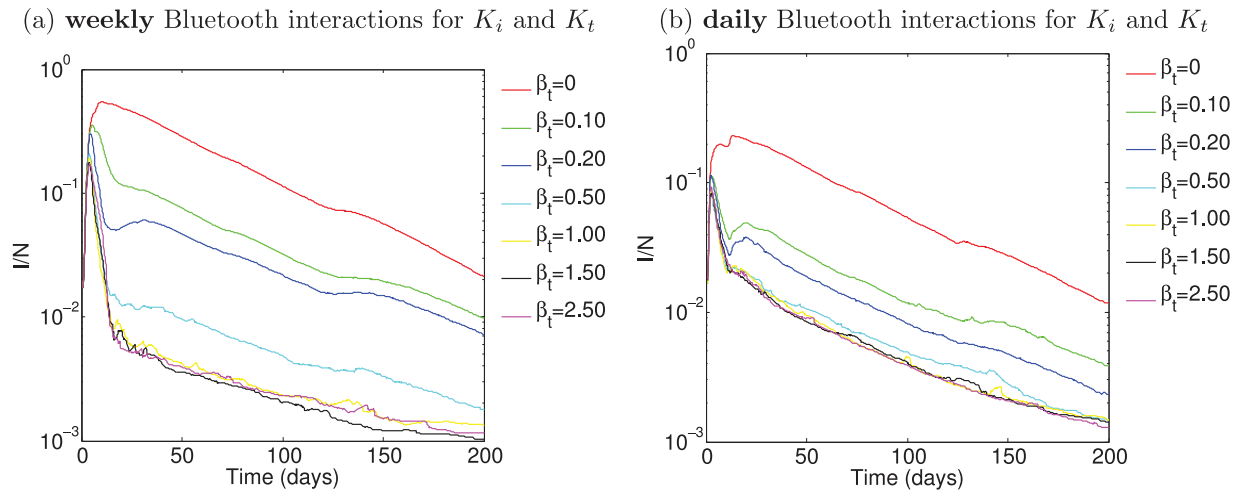 (a) weekly Bluetooth interactions for K_i and K_t
10^0
10^-1
10^-2
10^-3
I/N
0 50 100 150 200
Time (days)
β_t=0
β_t=0.10
β_t=0.20
β_t=0.50
β_t=1.00
β_t=1.50
β_t=2.50
(b) daily Bluetooth interactions for K_i and K_t
10^0
10^-1
10^-2
10^-3
I/N
0 50 100 150 200
Time (days)
β_t=0
β_t=0.10
β_t=0.20
β_t=0.50
β_t=1.00
β_t=1.50
β_t=2.50